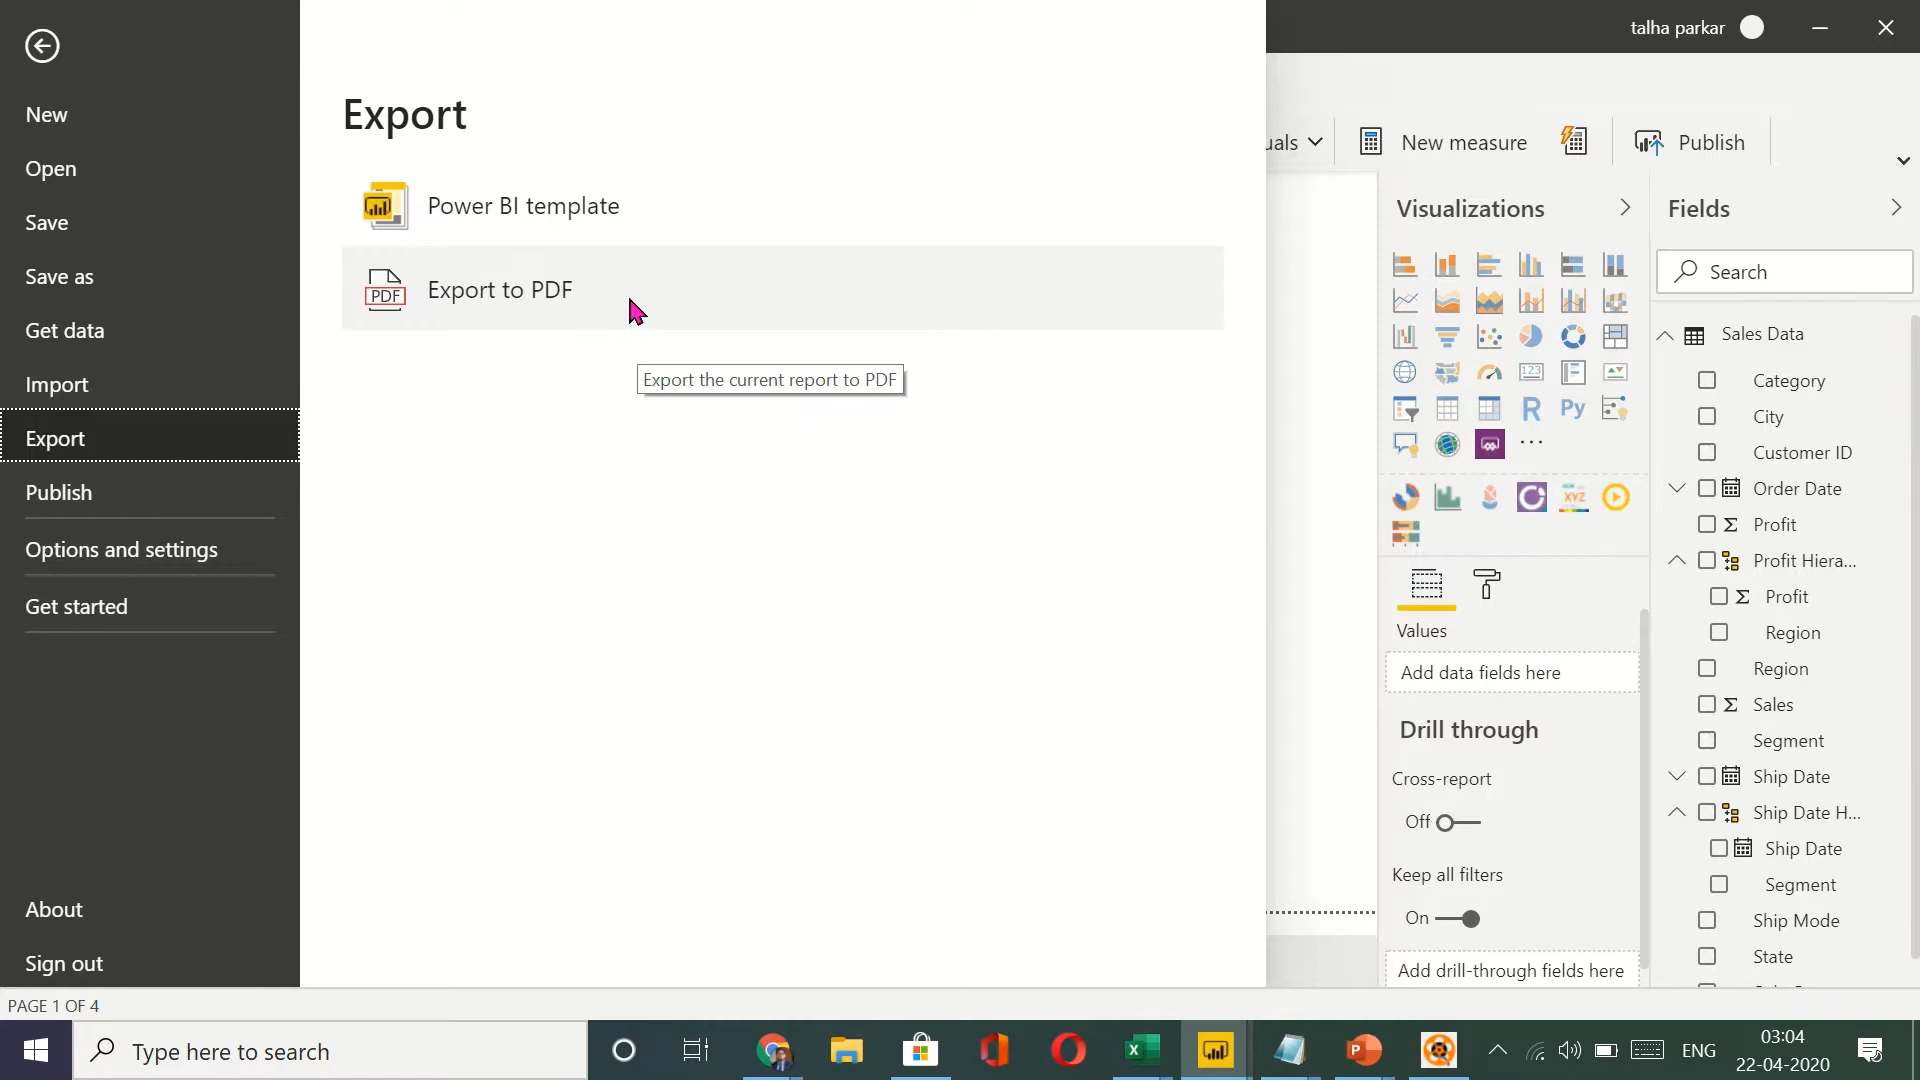 talha parkar
New
Open
Save
Save as
Get data
Import
Export
Publish
Options and settings
Get started
About
Sign out
Export
Power BI template
PDF
Export to PDF
Export the current report to PDF
uals
New measure
Publish
Visualizations
123
R
Py
XYZ
Values
Add data fields here
Drill through
Cross-report
Off
Keep all filters
On
Add drill-through fields here
Fields
Search
Sales Data
Category
City
Customer ID
Order Date
Σ Profit
Profit Hiera...
Σ Profit
Region
Region
Σ Sales
Segment
Ship Date
Ship Date H...
Ship Date
Segment
Ship Mode
State
PAGE 1 OF 4
Type here to search
ENG
03:04
22-04-2020